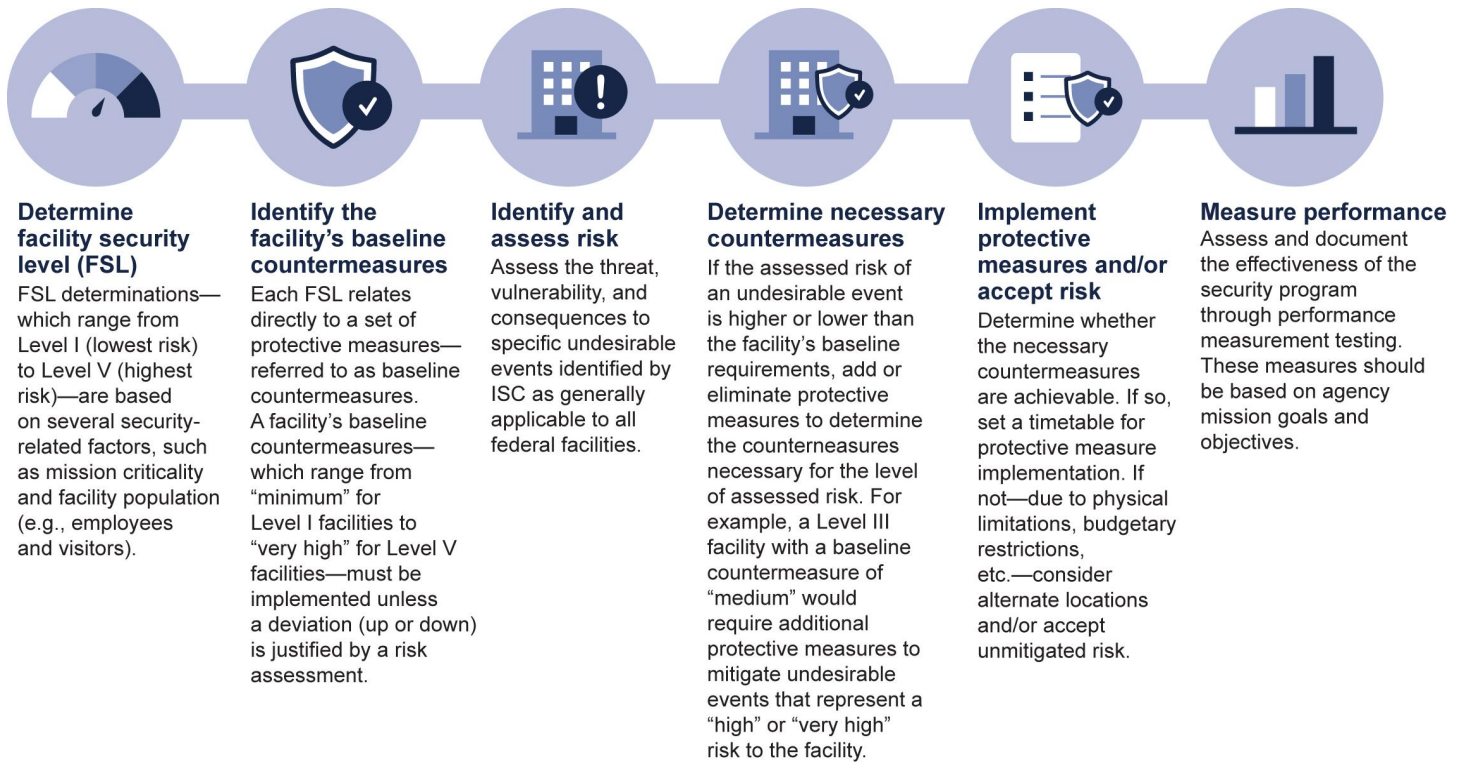 Determine
facility security
level (FSL)
FSL determinations—
which range from
Level I (lowest risk)
to Level V (highest
risk)—are based
on several security-
related factors, such
as mission criticality
and facility population
(e.g., employees
and visitors).
Identify the
facility’s baseline
countermeasures
Each FSL relates
directly to a set of
protective measures—
referred to as baseline
countermeasures.
A facility’s baseline
countermeasures—
which range from
“minimum” for
Level I facilities to
“very high” for Level V
facilities—must be
implemented unless
a deviation (up or down)
is justified by a risk
assessment.
Identify and
assess risk
Assess the threat,
vulnerability, and
consequences to
specific undesirable
events identified by
ISC as generally
applicable to all
federal facilities.
Determine necessary
countermeasures
If the assessed risk of
an undesirable event
is higher or lower than
the facility’s baseline
requirements, add or
eliminate protective
measures to determine
the counterneasures
necessary for the level
of assessed risk. For
example, a Level III
facility with a baseline
countermeasure of
“medium” would
require additional
protective measures to
mitigate undesirable
events that represent a
“high” or “very high”
risk to the facility.
Implement
protective
measures and/or
accept risk
Determine whether
the necessary
countermeasures
are achievable. If so,
set a timetable for
protective measure
implementation. If
not—due to physical
limitations, budgetary
restrictions,
etc.—consider
alternate locations
and/or accept
unmitigated risk.
Measure performance
Assess and document
the effectiveness of the
security program
through performance
measurement testing.
These measures should
be based on agency
mission goals and
objectives.